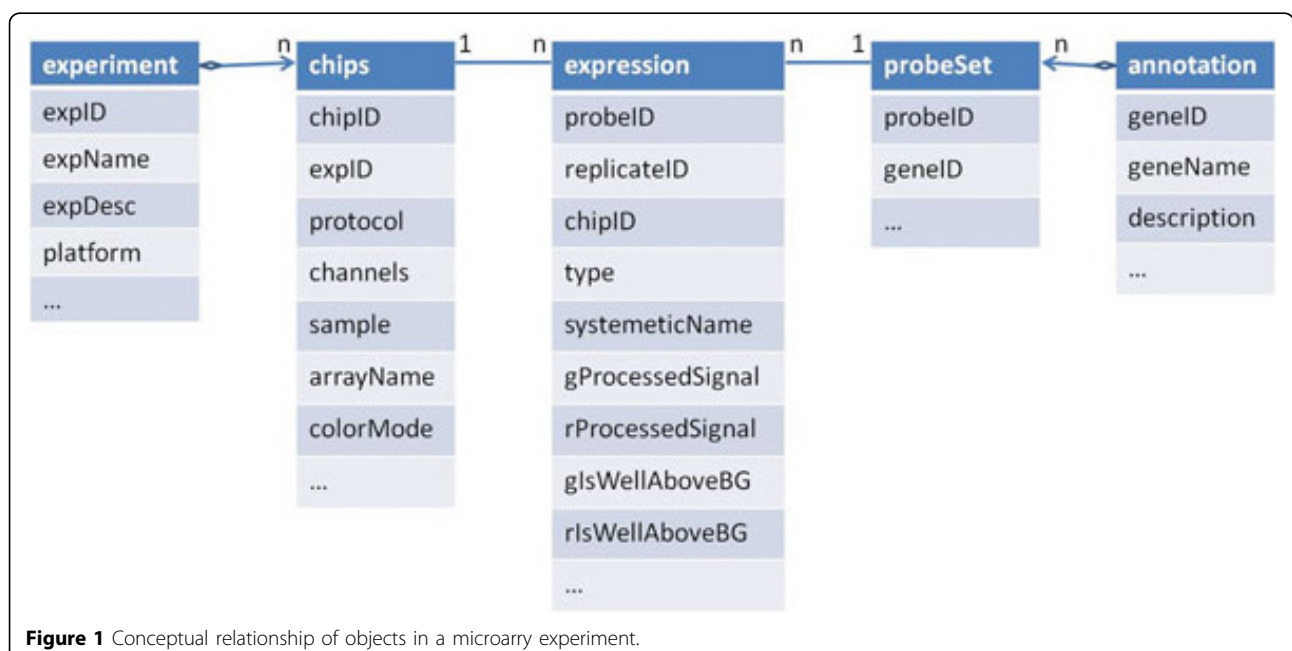 experiment
expID
expName
expDesc
platform
...
n
chips
chipID
expID
protocol
channels
sample
arrayName
colorMode
...
1
n
expression
probeID
replicateID
chipID
type
systemeticName
gProcessedSignal
rProcessedSignal
gIsWellAboveBG
rIsWellAboveBG
...
n
1
probeSet
probeID
geneID
...
n
annotation
geneID
geneName
description
...
Figure 1 Conceptual relationship of objects in a microarry experiment.